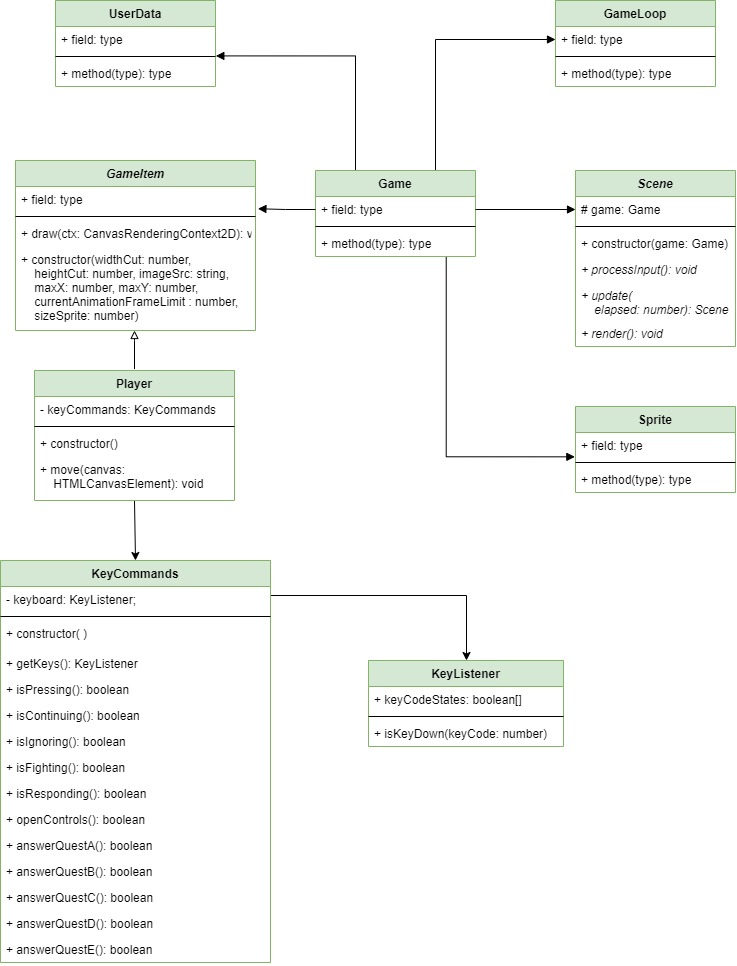 UserData
+ field: type
+ method(type): type
GameLoop
+ field: type
+ method(type): type
GameItem
+ field: type
+ draw(ctx: CanvasRenderingContext2D): v
+ constructor(widthCut: number,
heightCut: number, imageSrc: string,
maxX: number, maxY: number,
currentAnimationFrameLimit : number,
sizeSprite: number)
Game
+ field: type
+ method(type): type
Scene
# game: Game
+ constructor(game: Game)
+ processInput(): void
+ update(
elapsed: number): Scene
+ render(): void
Player
- keyCommands: KeyCommands
+ constructor()
+ move(canvas:
HTMLCanvasElement): void
Sprite
+ field: type
+ method(type): type
KeyCommands
- keyboard: KeyListener;
+ constructor( )
+ getKeys(): KeyListener
+ isPressing(): boolean
+ isContinuing(): boolean
+ isIgnoring(): boolean
+ isFighting(): boolean
+ isResponding(): boolean
+ openControls(): boolean
+ answerQuestA(): boolean
+ answerQuestB(): boolean
+ answerQuestC(): boolean
+ answerQuestD(): boolean
+ answerQuestE(): boolean
KeyListener
+ keyCodeStates: boolean[]
+ isKeyDown(keyCode: number)